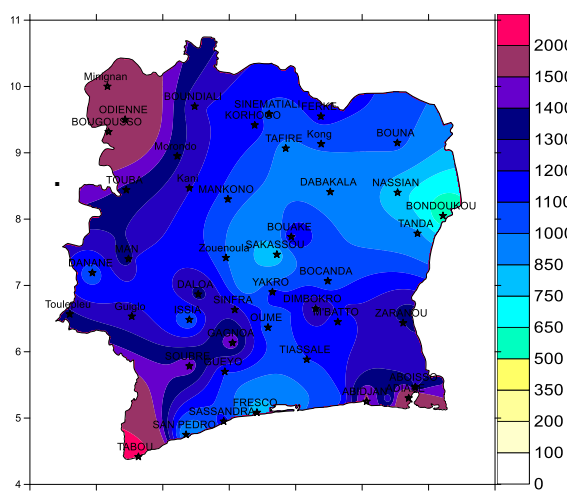 11
10
9
8
7
6
5
4
Minignan
ODIENNE
BOUGOUSSO
BOUNDIALI
SINEMATIALI
FERKE
KORHOGO
TAFIRE
Kong
BOUNA
Morondo
TOUBA
Kani
MANKONO
DABAKALA
NASSIAN
BONDOUKOU
TANDA
BOUAKE
MAN
Zouenoula
SAKASSOU
DANANE
BOCANDA
DALOA
YAKRO
DIMBOKRO
Toulepleu
Guiglo
SINFRA
ISSIA
OUME
ZARANOU
GAGNOA
TIASSALE
SOUBRE
GUEYO
ABOISSO
ABIDJAN
FRESCO
SASSANDRA
SAN PEDRO
TABOU
2000
1500
1400
1300
1200
1100
1000
850
750
650
500
350
200
100
0